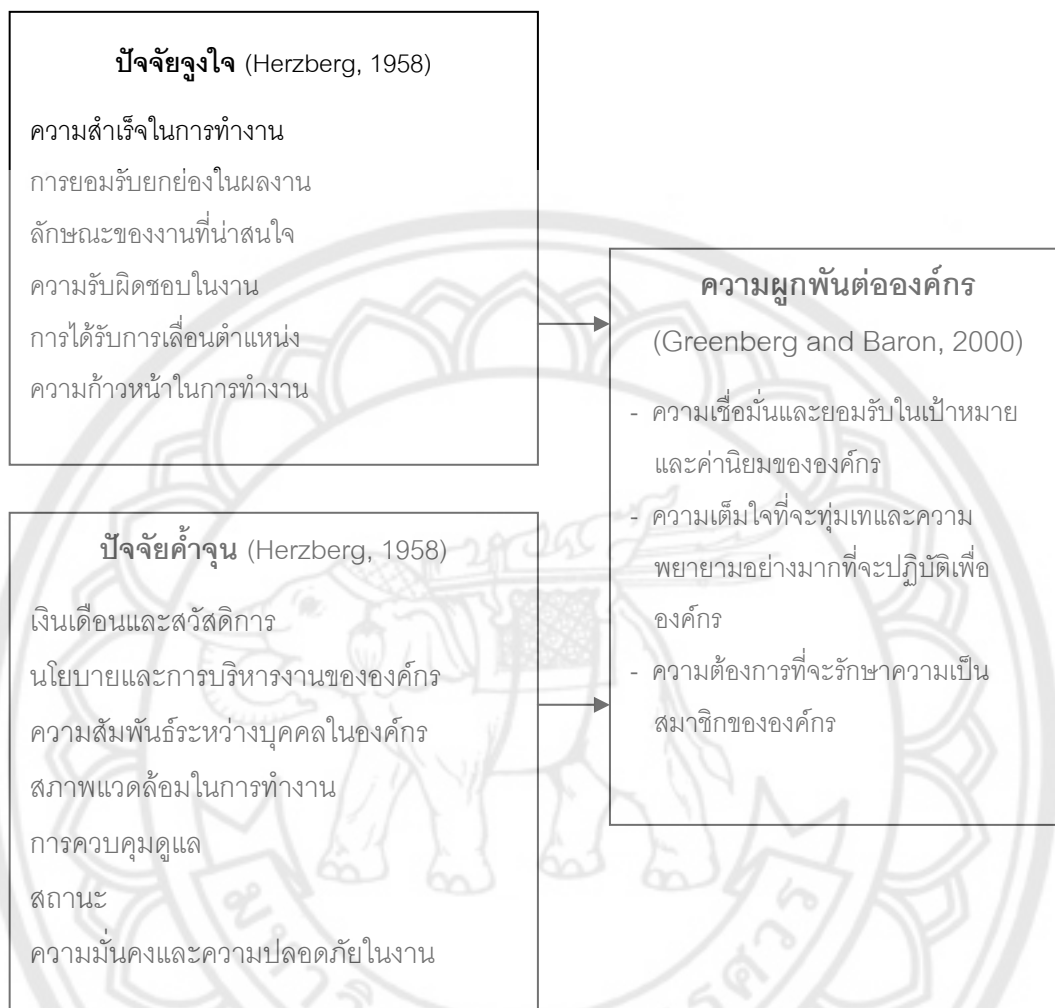 ปัจจัยจูงใจ (Herzberg, 1958)
ความสำเร็จในการทำงาน
การยอมรับยกย่องในผลงาน
ลักษณะของงานที่น่าสนใจ
ความรับผิดชอบในงาน
การได้รับการเลื่อนตำแหน่ง
ความก้าวหน้าในการทำงาน
ปัจจัยค้ำจุน (Herzberg, 1958)
เงินเดือนและสวัสดิการ
นโยบายและการบริหารงานขององค์กร
ความสัมพันธ์ระหว่างบุคคลในองค์กร
สภาพแวดล้อมในการทำงาน
การควบคุมดูแล
สถานะ
ความมั่นคงและความปลอดภัยในงาน
ความผูกพันต่อองค์กร
(Greenberg and Baron, 2000)
- ความเชื่อมั่นและยอมรับในเป้าหมาย
และค่านิยมขององค์กร
- ความเต็มใจที่จะทุ่มเทและความ
พยายามอย่างมากที่จะปฏิบัติเพื่อ
องค์กร
- ความต้องการที่จะรักษาความเป็น
สมาชิกขององค์กร